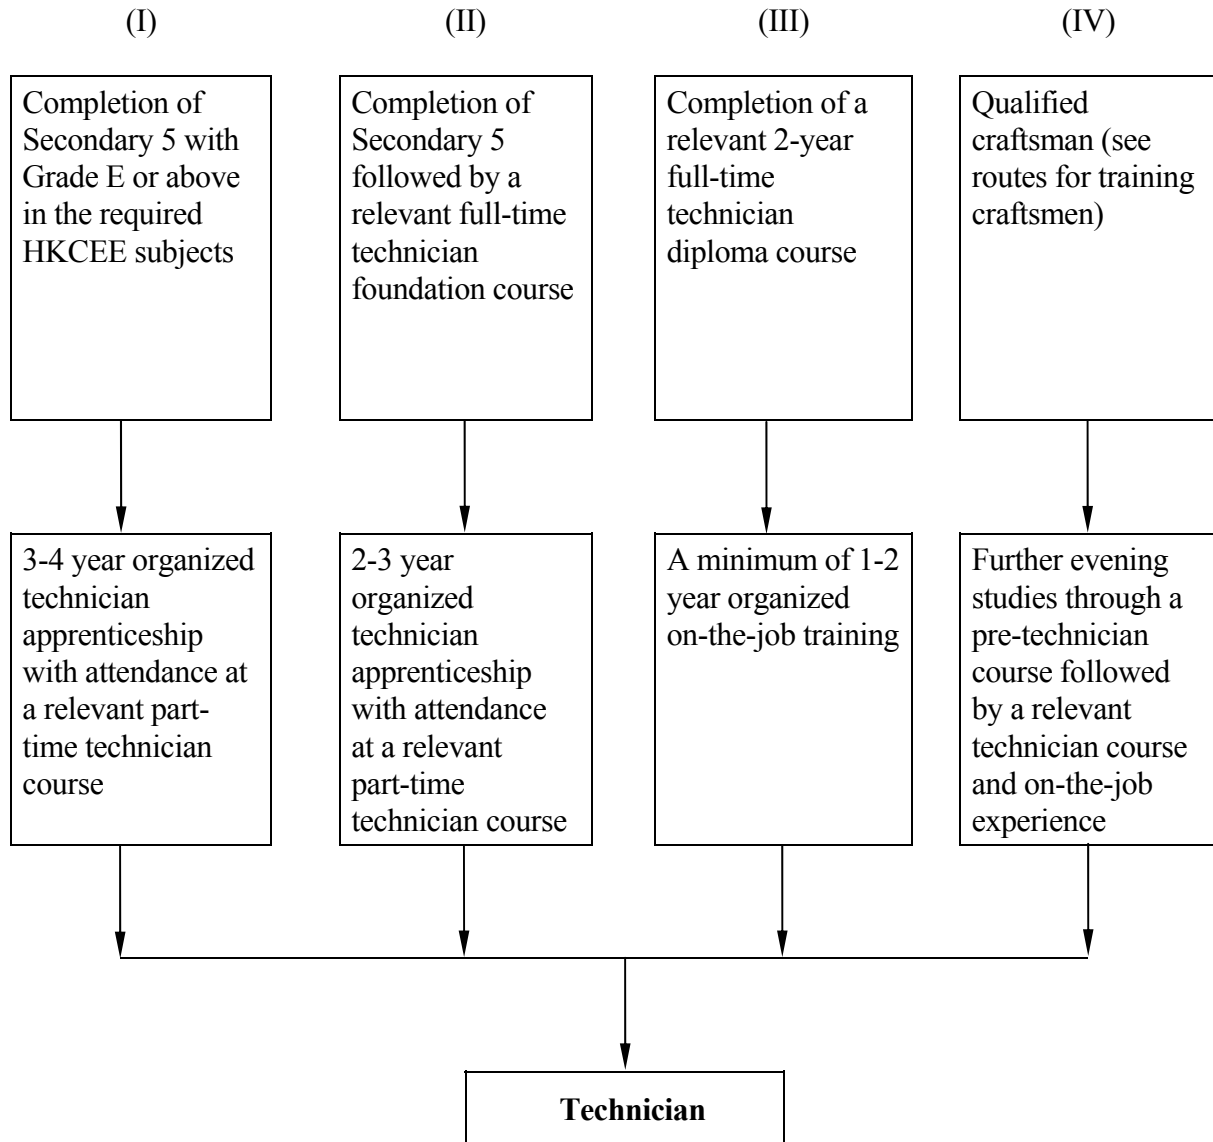 (I)
(II)
(III)
(IV)
Completion of
Secondary 5 with
Grade E or above
in the required
HKCEE subjects
Completion of
Secondary 5
followed by a
relevant full-time
technician
foundation course
Completion of a
relevant 2-year
full-time
technician
diploma course
Qualified
craftsman (see
routes for training
craftsmen)
3-4 year organized
technician
apprenticeship
with attendance at
a relevant part-
time technician
course
2-3 year
organized
technician
apprenticeship
with attendance
at a relevant
part-time
technician course
A minimum of 1-2
year organized
on-the-job training
Further evening
studies through a
pre-technician
course followed
by a relevant
technician course
and on-the-job
experience
Technician